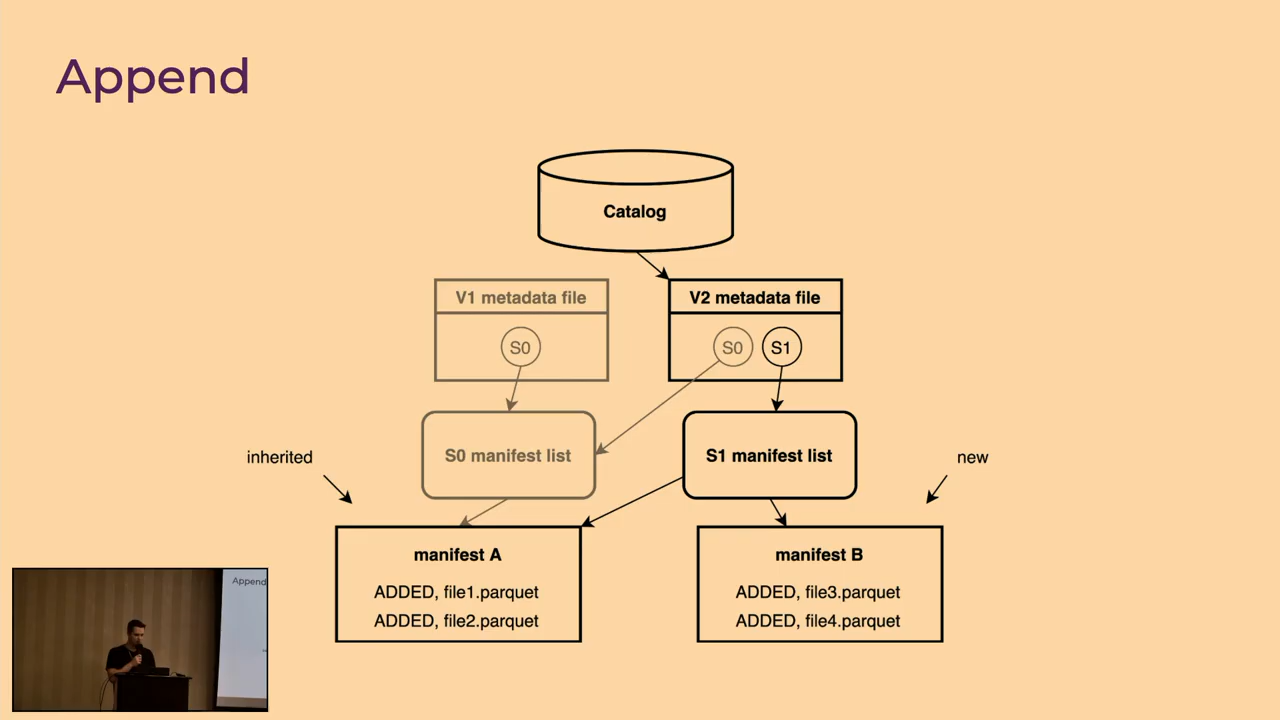 Append
Catalog
V1 metadata file
V2 metadata file
S0
S0
S1
inherited
S0 manifest list
S1 manifest list
new
manifest A
ADDED, file1.parquet
ADDED, file2.parquet
manifest B
ADDED, file3.parquet
ADDED, file4.parquet
Append